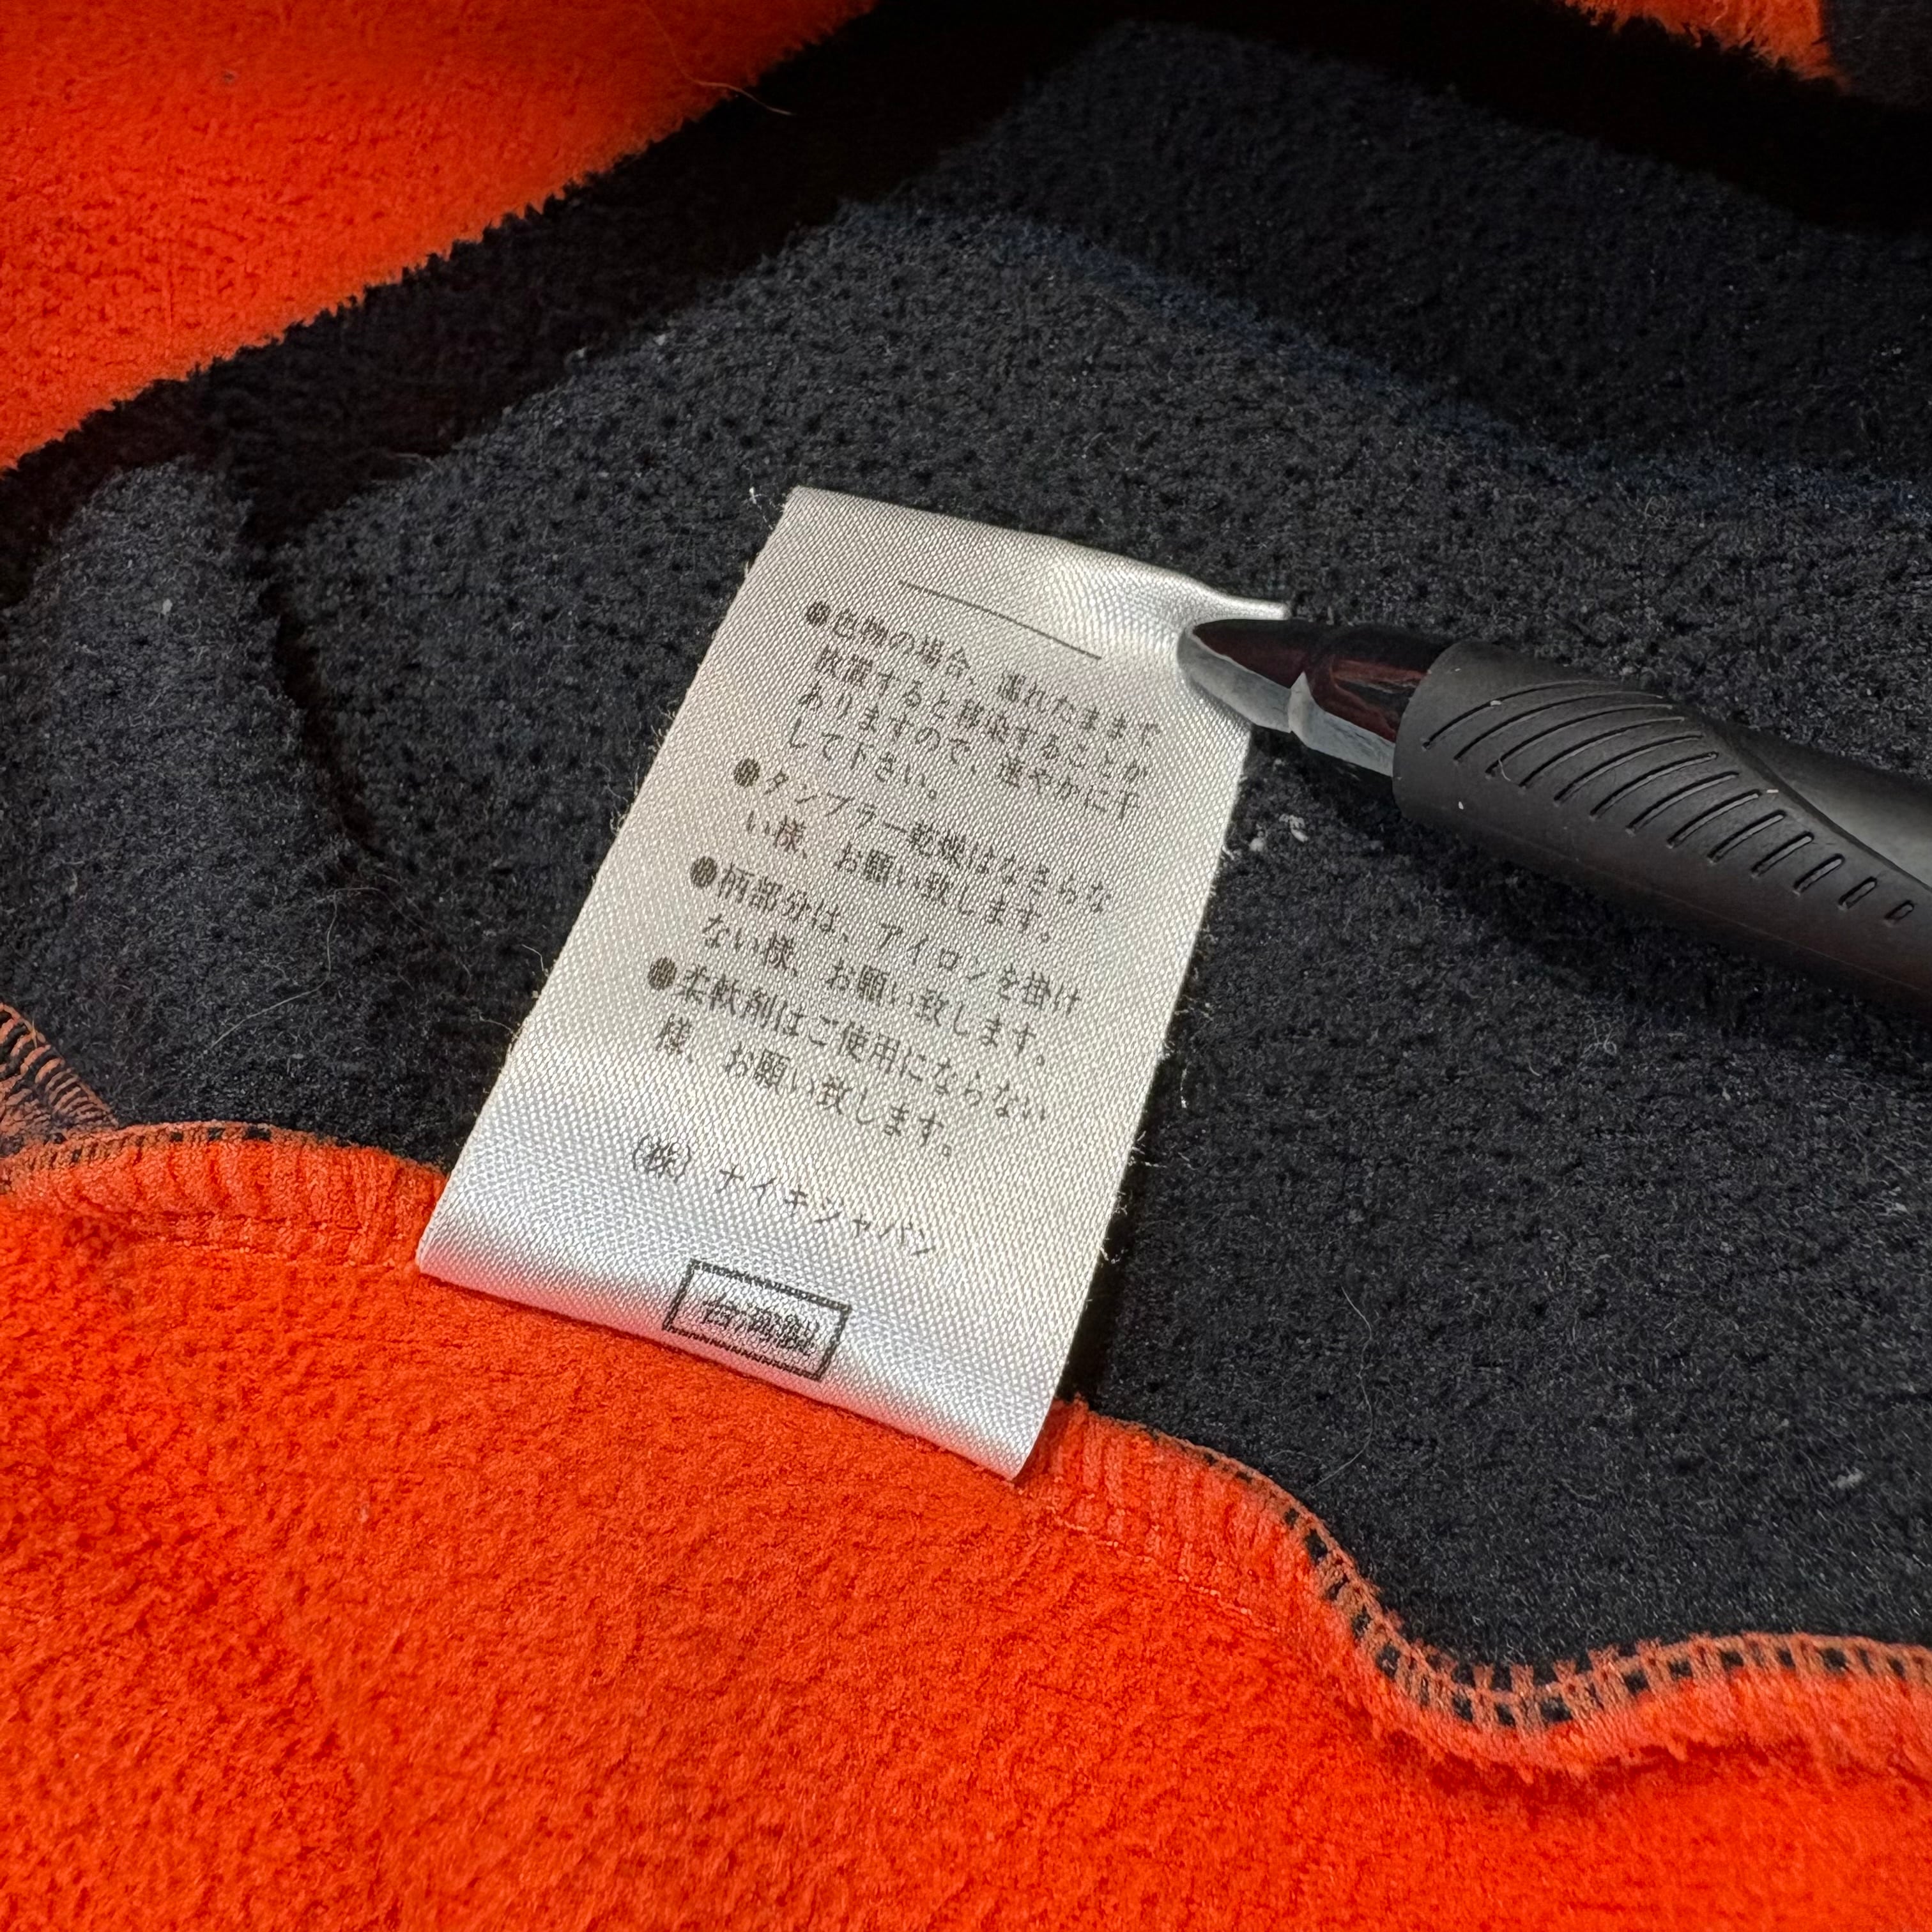 ●色物の場合、濡れたままで
放置すると移染することが
ありますので、速やかに干
して下さい。
●タンブラー乾燥はなさらな
い様、お願い致します。
●柄部分は、アイロンを掛け
ない様、お願い致します。
●柔軟剤はご使用にならない
様、お願い致します。
(株) ナイキジャパン
台湾製